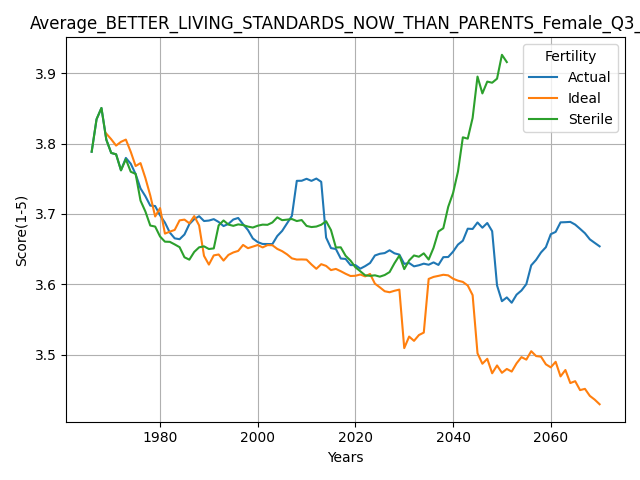 Average_BETTER_LIVING_STANDARDS_NOW_THAN_PARENTS_Female_Q3_
Fertility
Actual
Ideal
Sterile
Score(1-5)
3.9
3.8
3.7
3.6
3.5
1980
2000
2020
2040
2060
Years